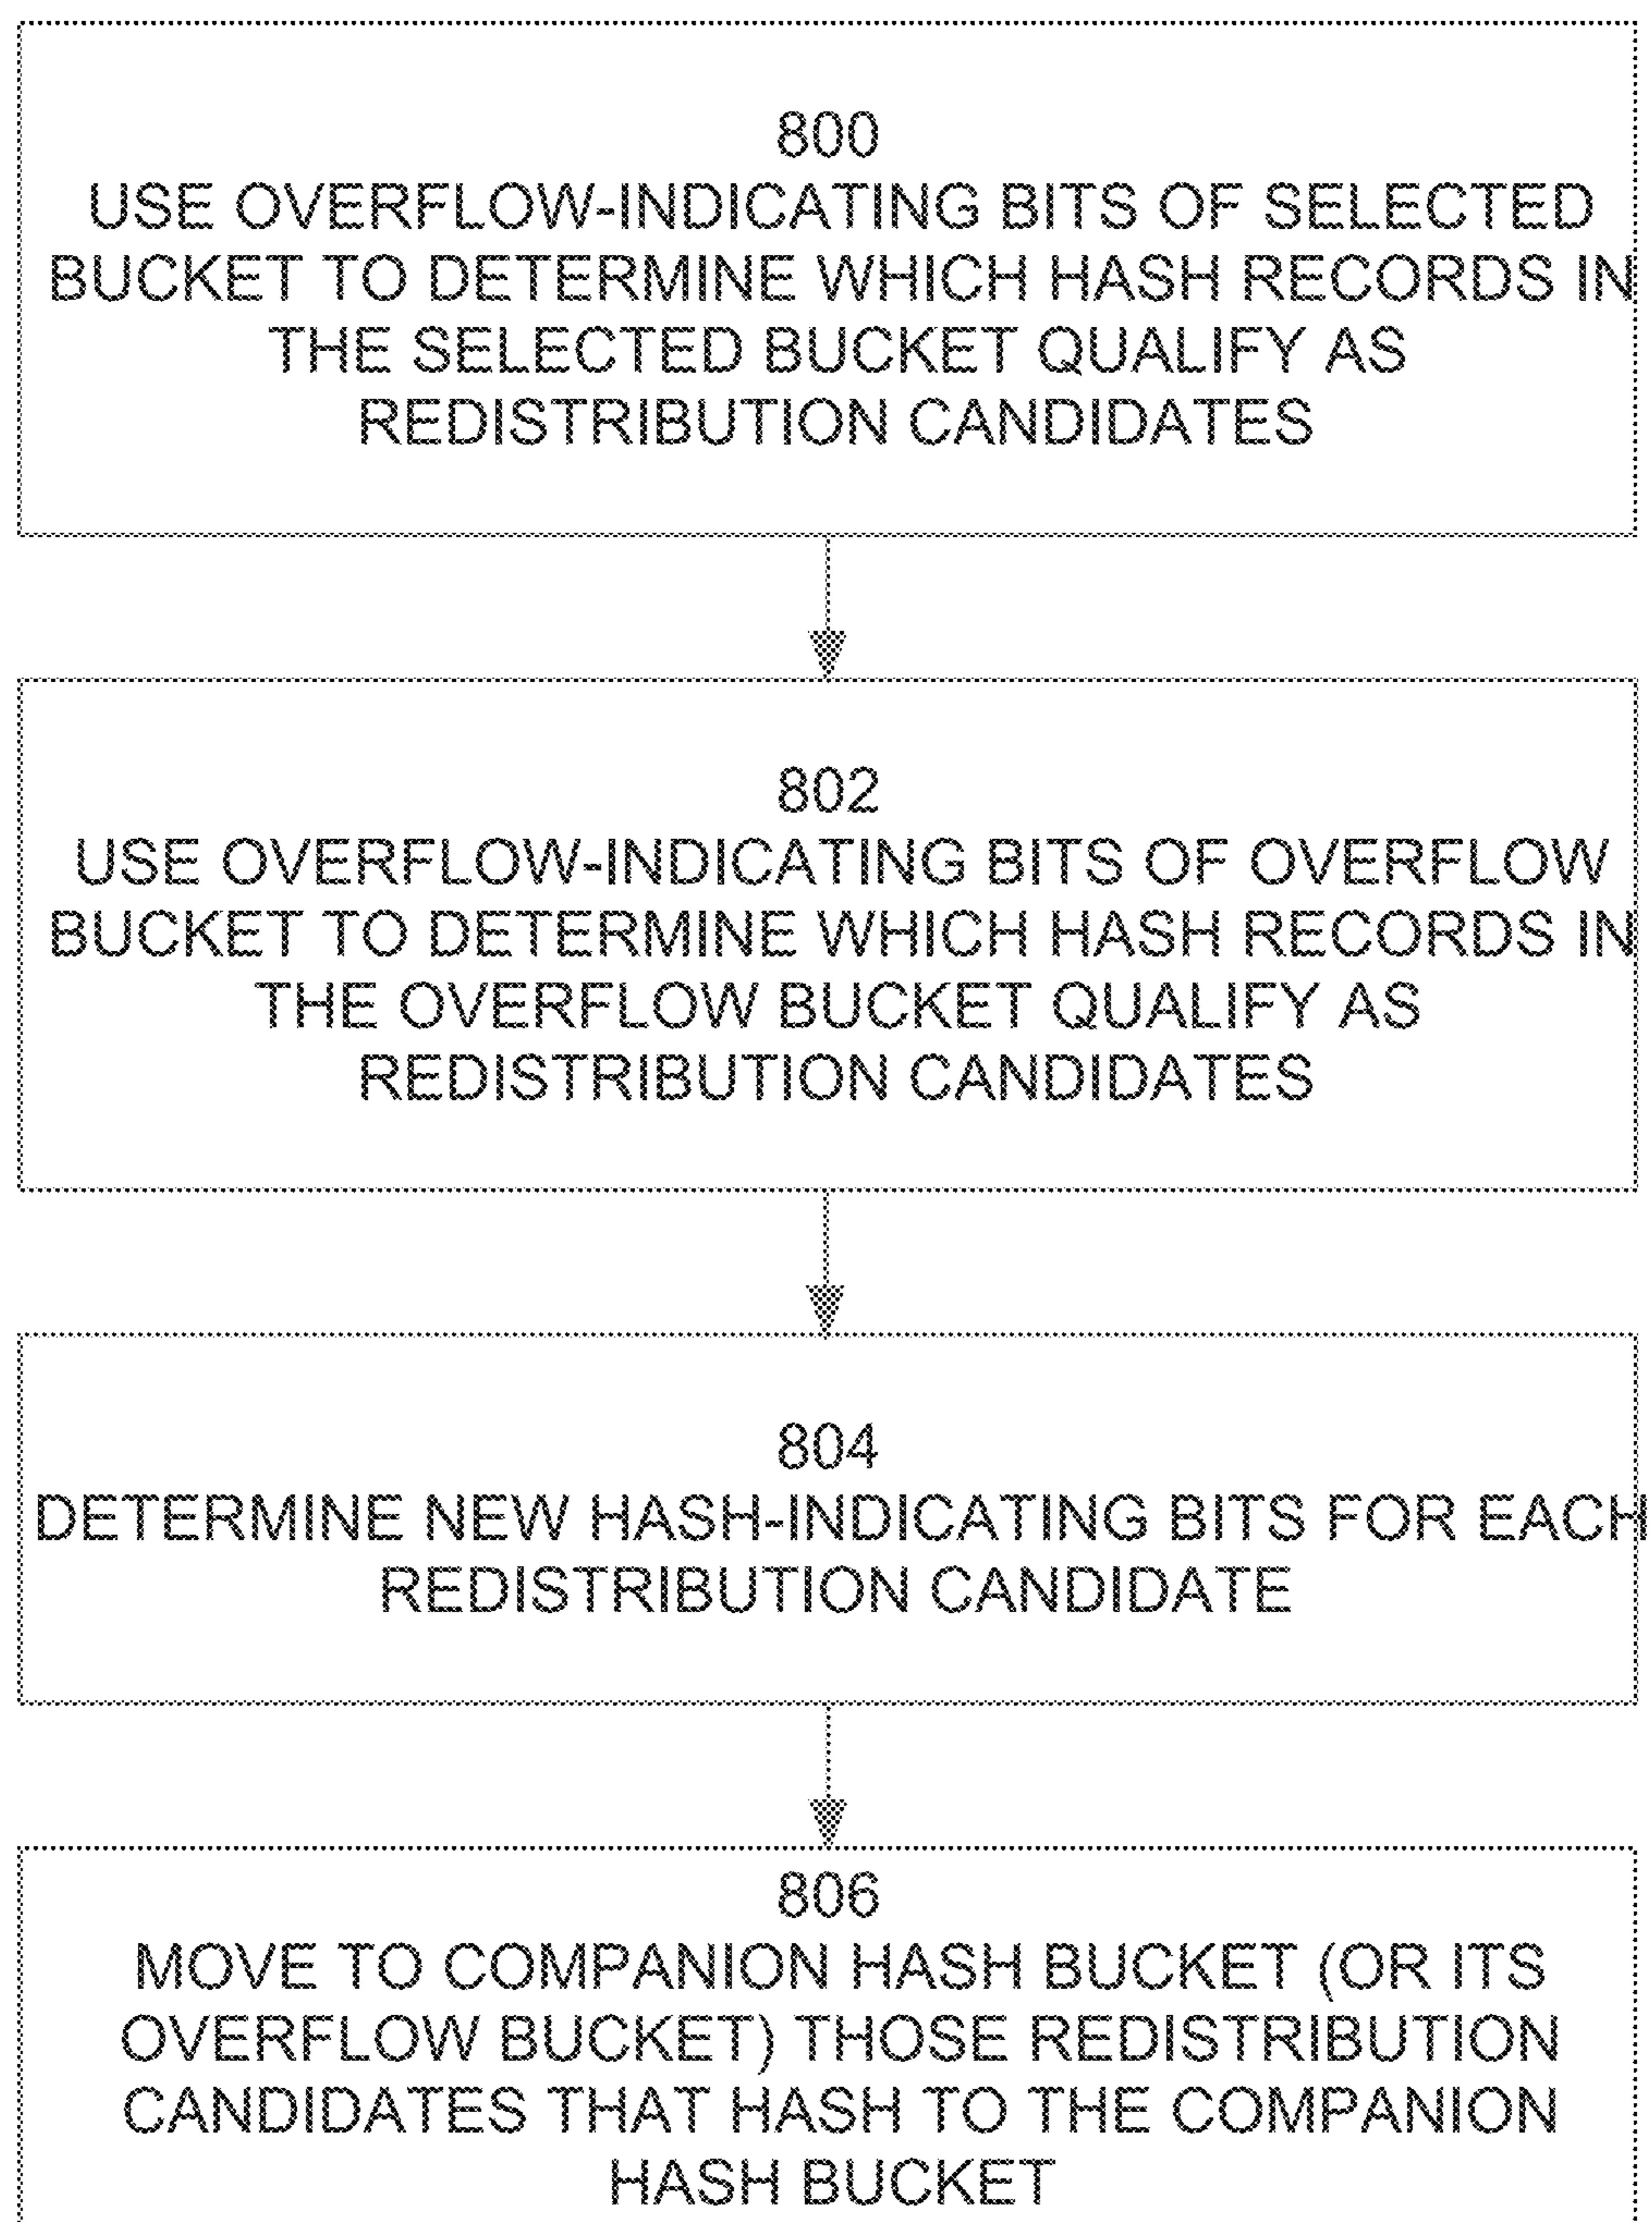 800
USE OVERFLOW-INDICATING BITS OF SELECTED
BUCKET TO DETERMINE WHICH HASH RECORDS IN
THE SELECTED BUCKET QUALIFY AS
REDISTRIBUTION CANDIDATES
802
USE OVERFLOW-INDICATING BITS OF OVERFLOW
BUCKET TO DETERMINE WHICH HASH RECORDS IN
THE OVERFLOW BUCKET QUALIFY AS
REDISTRIBUTION CANDIDATES
804
DETERMINE NEW HASH-INDICATING BITS FOR EACH
REDISTRIBUTION CANDIDATE
806
MOVE TO COMPANION HASH BUCKET (OR ITS
OVERFLOW BUCKET) THOSE REDISTRIBUTION
CANDIDATES THAT HASH TO THE COMPANION
HASH BUCKET